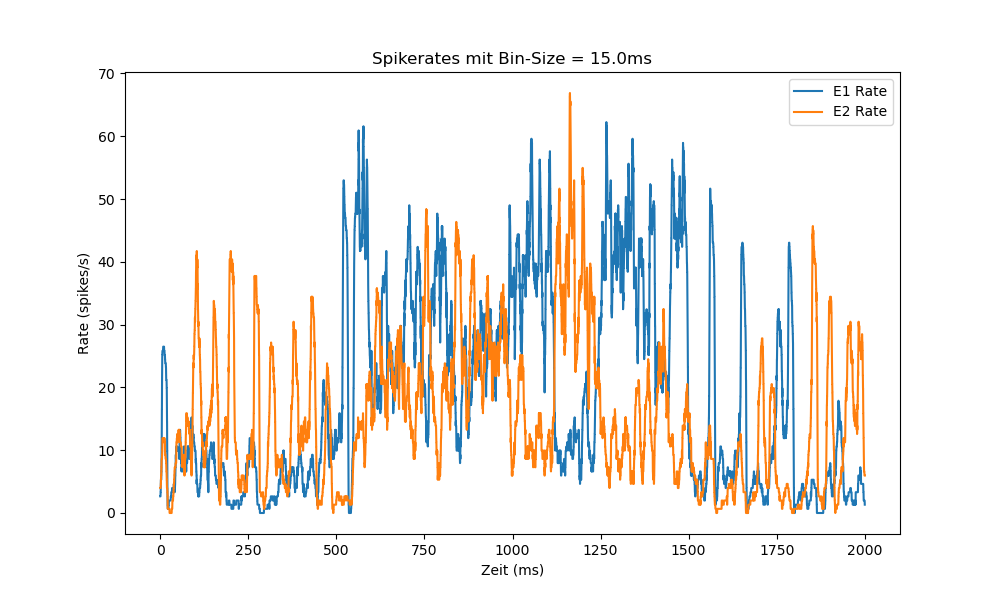 Spikerates mit Bin-Size = 15.0ms
E1 Rate
E2 Rate
Rate (spikes/s)
70
60
50
40
30
20
10
0
0 250 500 750 1000 1250 1500 1750 2000
Zeit (ms)